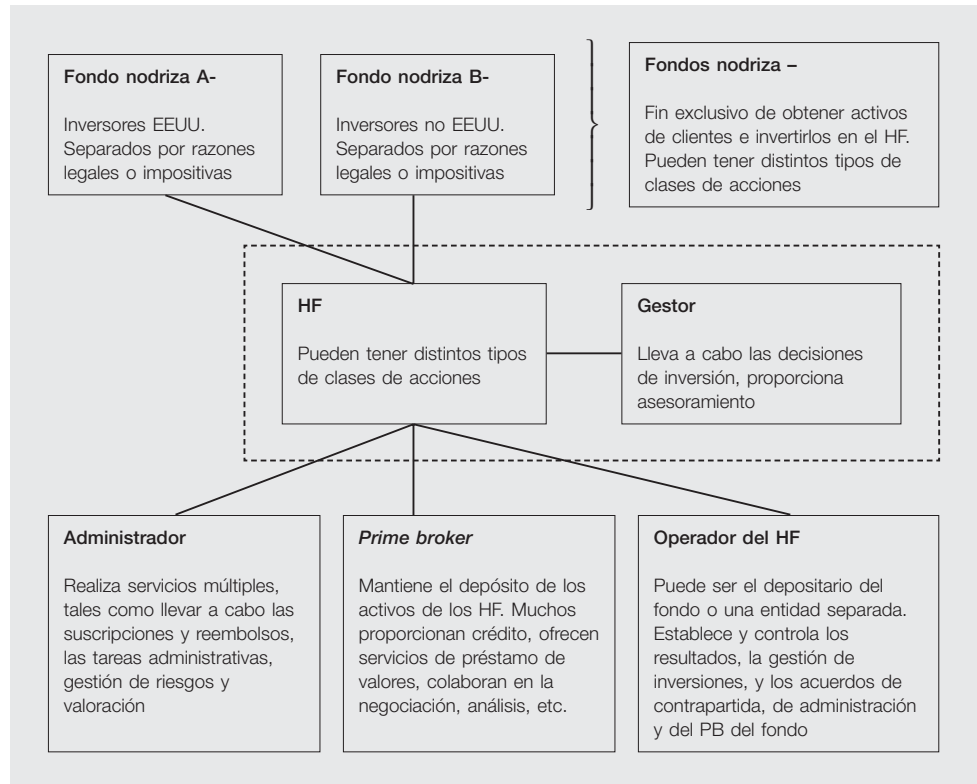 Fondo nodriza A-
Inversores EEUU.
Separados por razones
legales o impositivas
Fondo nodriza B-
Inversores no EEUU.
Separados por razones
legales o impositivas
Fondos nodriza –
Fin exclusivo de obtener activos
de clientes e invertirlos en el HF.
Pueden tener distintos tipos de
clases de acciones
HF
Pueden tener distintos tipos
de clases de acciones
Gestor
Lleva a cabo las decisiones
de inversión, proporciona
asesoramiento
Administrador
Realiza servicios múltiples,
tales como llevar a cabo las
suscripciones y reembolsos,
las tareas administrativas,
gestión de riesgos y
valoración
Prime broker
Mantiene el depósito de los
activos de los HF. Muchos
proporcionan crédito, ofrecen
servicios de préstamo de
valores, colaboran en la
negociación, análisis, etc.
Operador del HF
Puede ser el depositario del
fondo o una entidad separada.
Establece y controla los
resultados, la gestión de
inversiones, y los acuerdos de
contrapartida, de administración
y del PB del fondo